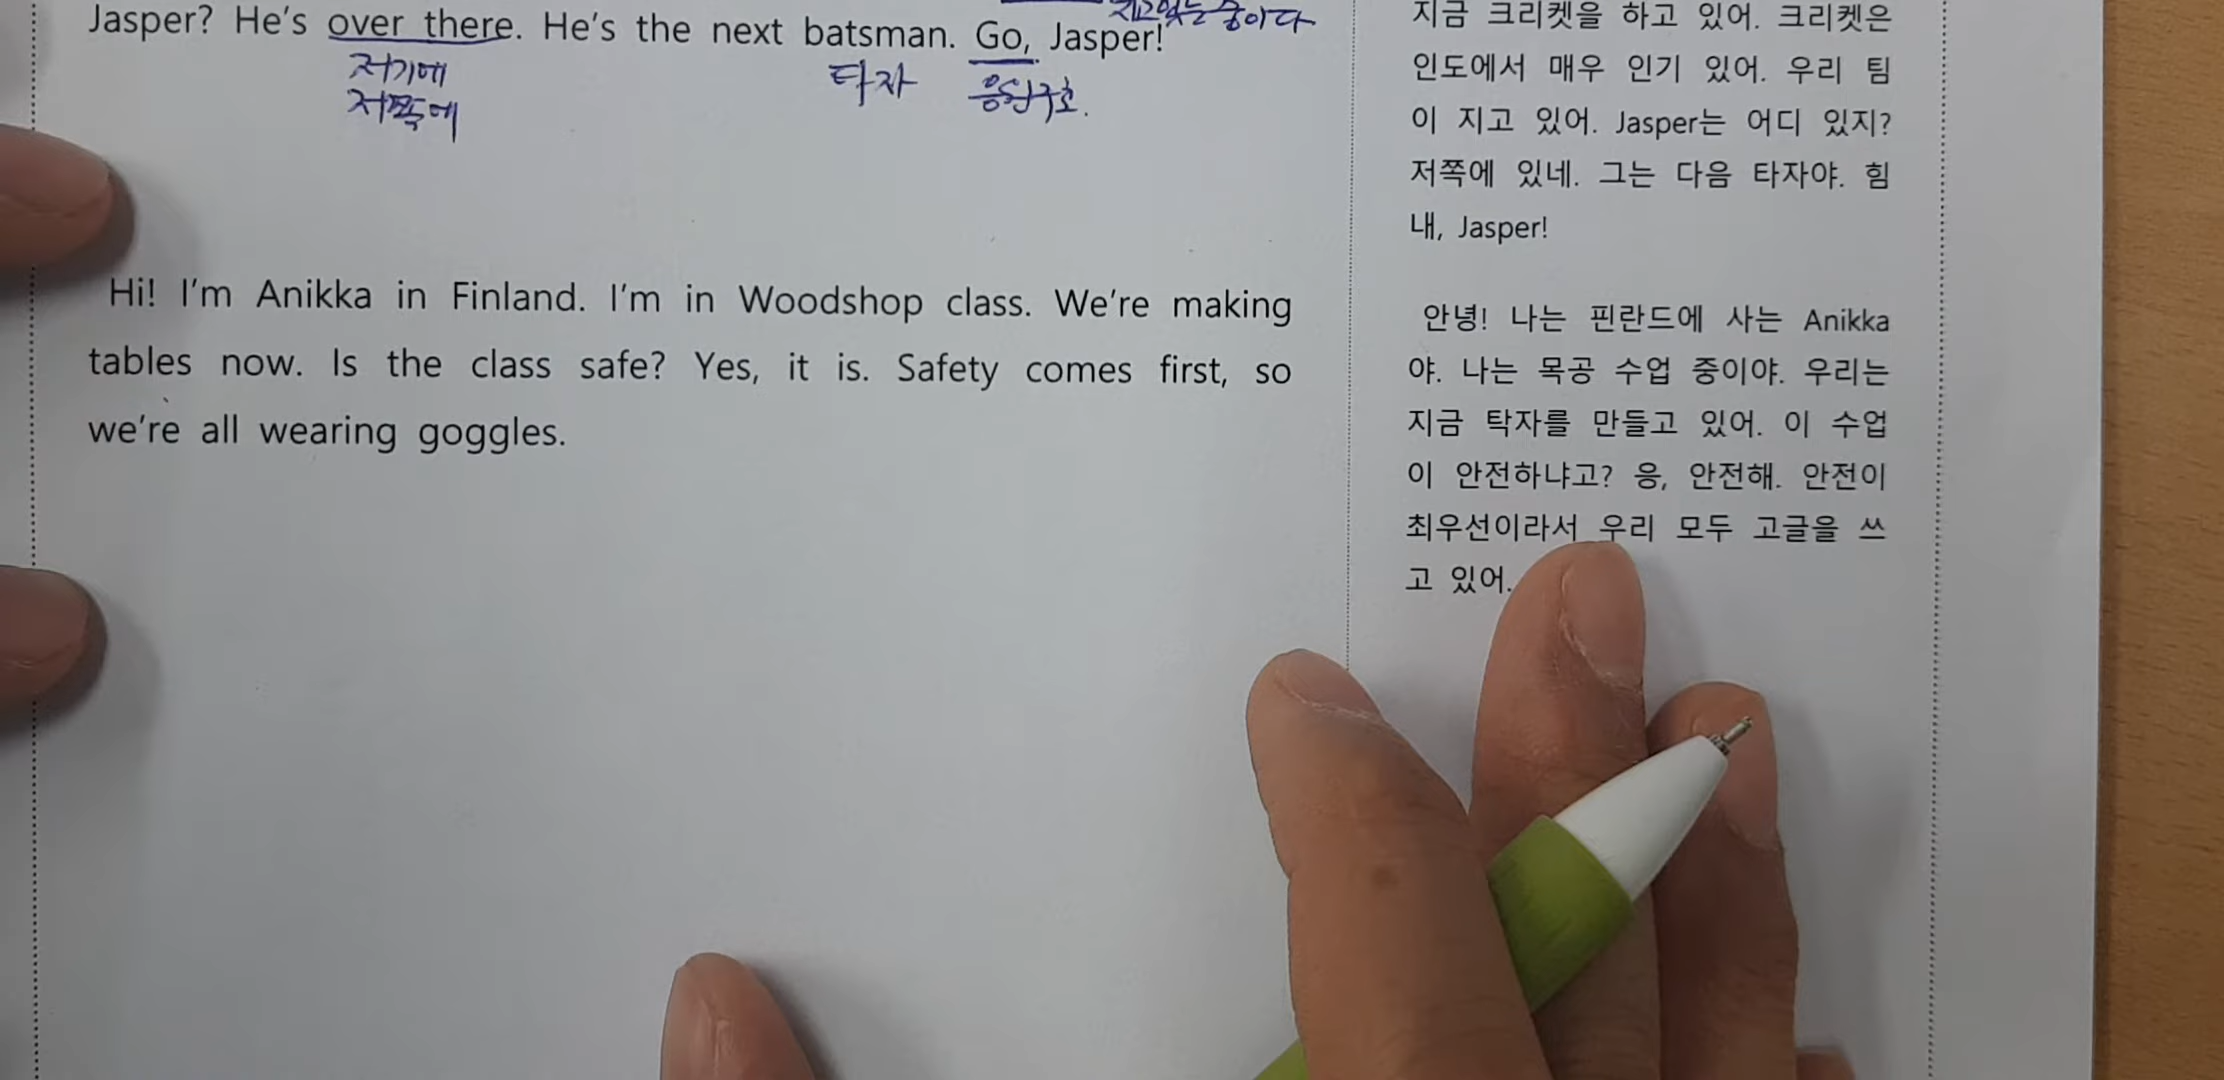 지고 있는 중이다
Jasper? He's over there. He's the next batsman. Go, Jasper!
저기에
저쪽에
타자
응원구호.
Hi! I'm Anikka in Finland. I'm in Woodshop class. We're making
tables now. Is the class safe? Yes, it is. Safety comes first, so
we're all wearing goggles.
지금 크리켓을 하고 있어. 크리켓은
인도에서 매우 인기 있어. 우리 팀
이 지고 있어. Jasper는 어디 있지?
저쪽에 있네. 그는 다음 타자야. 힘
내, Jasper!
안녕! 나는 핀란드에 사는 Anikka
야. 나는 목공 수업 중이야. 우리는
지금 탁자를 만들고 있어. 이 수업
이 안전하냐고? 응, 안전해. 안전이
최우선이라서 우리 모두 고글을 쓰
고 있어.